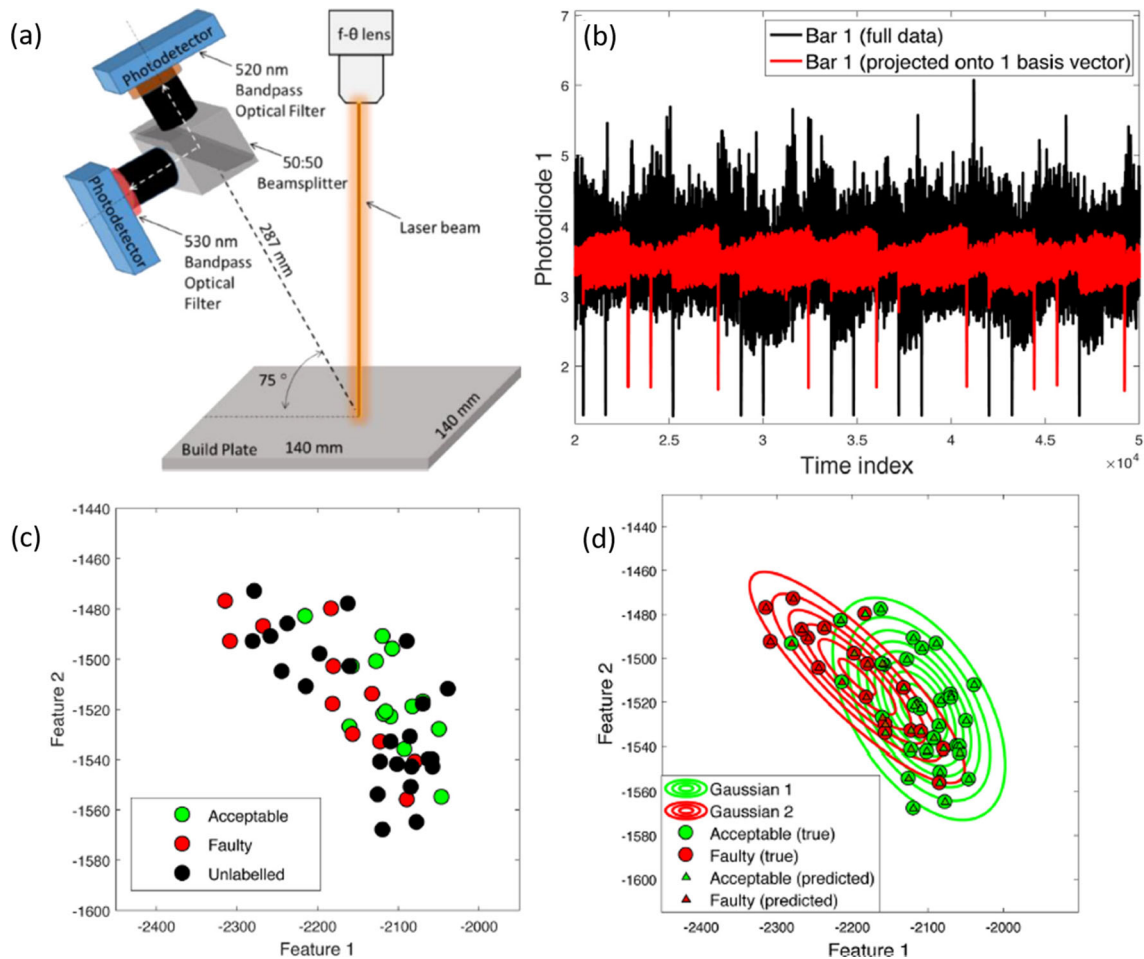 (a)
f-θ lens
Photodetector
520 nm
Bandpass
Optical Filter
50:50
Beamsplitter
Photodetector
530 nm
Bandpass
Optical
Filter
287 mm
Laser beam
75 °
140 mm
Build Plate
140 mm
(b)
Bar 1 (full data)
Bar 1 (projected onto 1 basis vector)
Photodiode 1
7
6
5
4
3
2
2 2.5 3 3.5 4 4.5 5
Time index
×10⁴
(c)
Feature 2
-1440
-1460
-1480
-1500
-1520
-1540
-1560
-1580
-1600
Acceptable
Faulty
Unlabelled
-2400 -2300 -2200 -2100 -2000
Feature 1
(d)
Feature 2
-1440
-1460
-1480
-1500
-1520
-1540
-1560
-1580
-1600
Gaussian 1
Gaussian 2
Acceptable (true)
Faulty (true)
Acceptable (predicted)
Faulty (predicted)
-2400 -2300 -2200 -2100 -2000
Feature 1